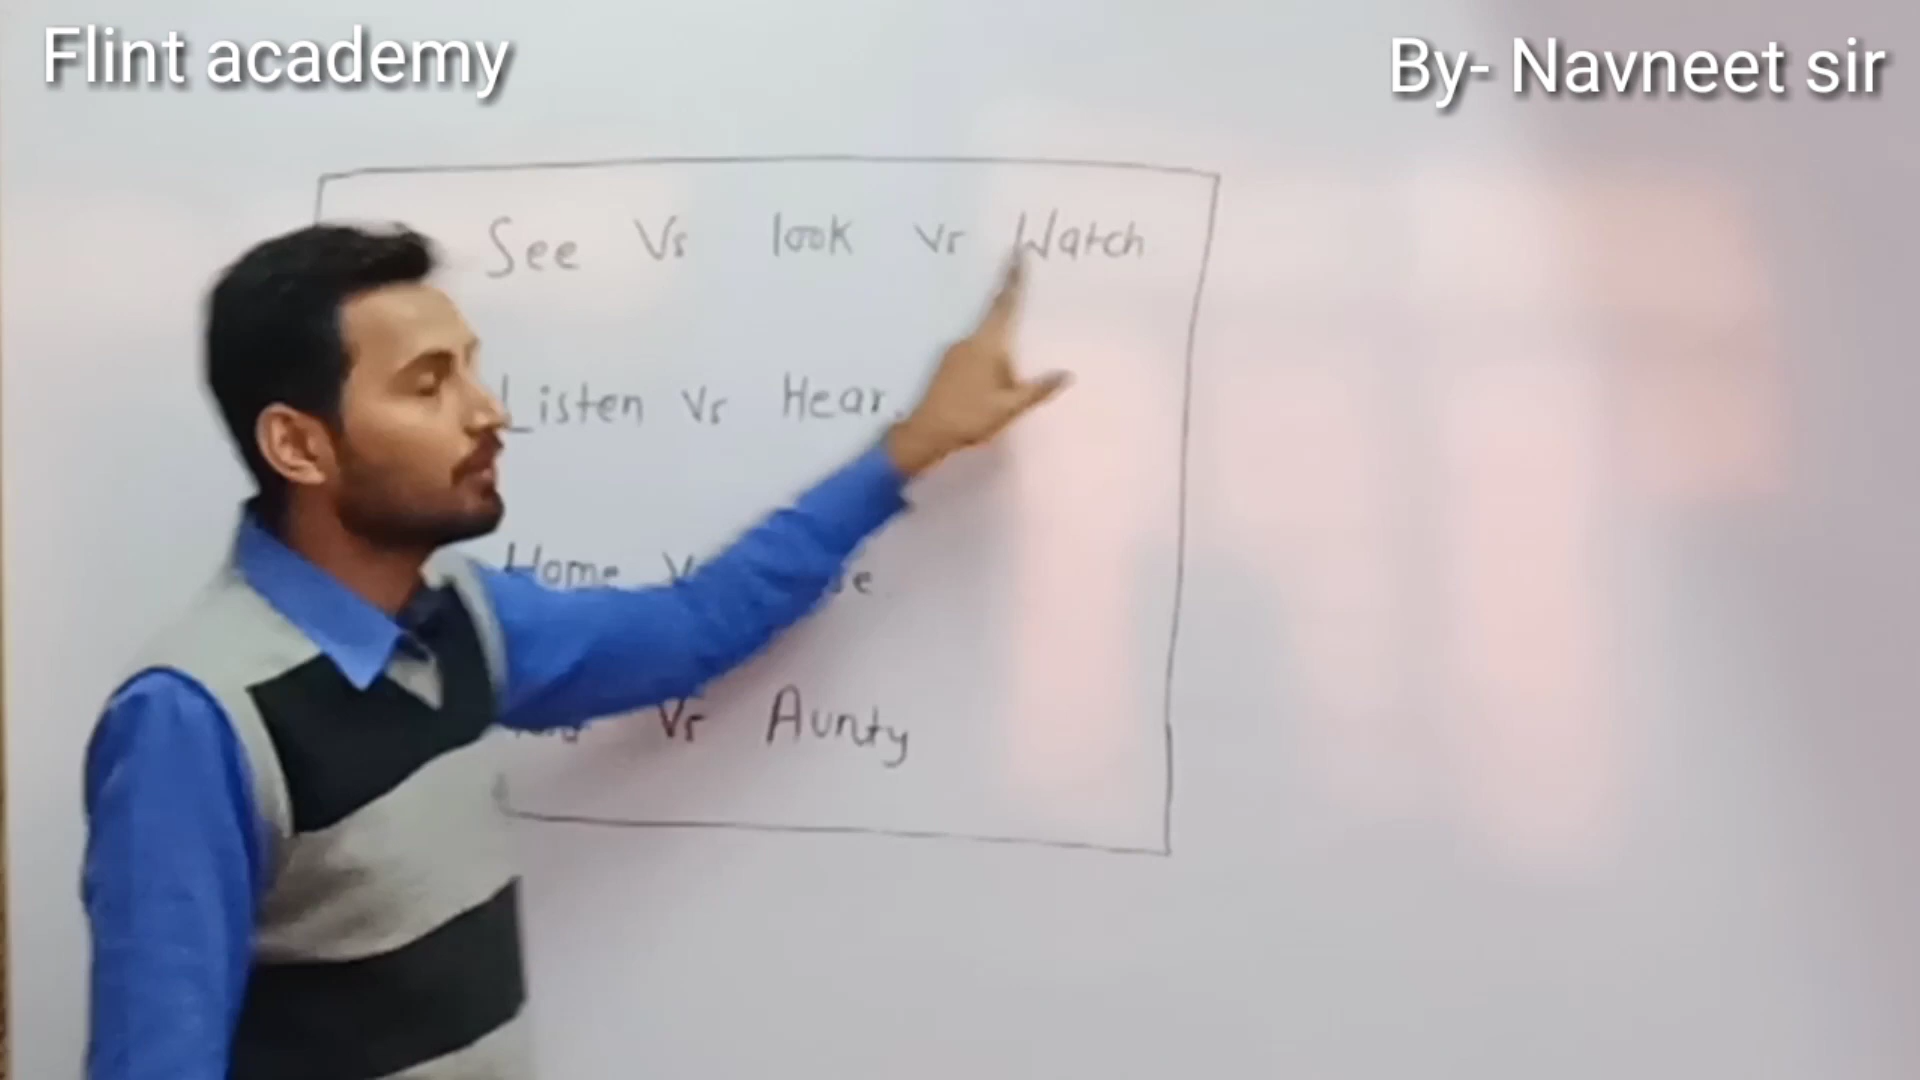 Flint academy
By- Navneet sir
See Vs look vs Watch
Listen Vs Hear
Home
Vs Aunty